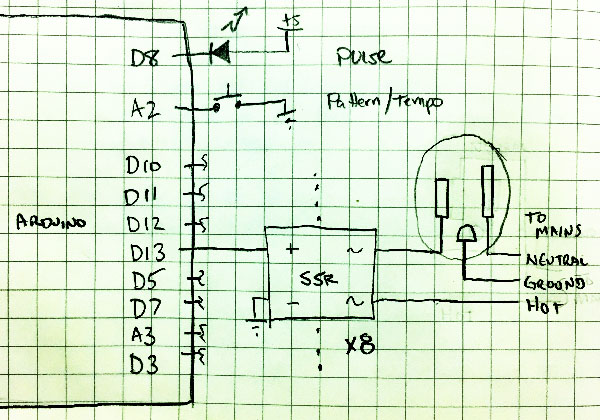 +5
D8
Pulse
A2
Pattern/Tempo
D10
D11
D12
ARDUINO
D13
D5
D7
A3
D3
+ ~
SSR
- ~
x8
TO
MAINS
NEUTRAL
GROUND
HOT